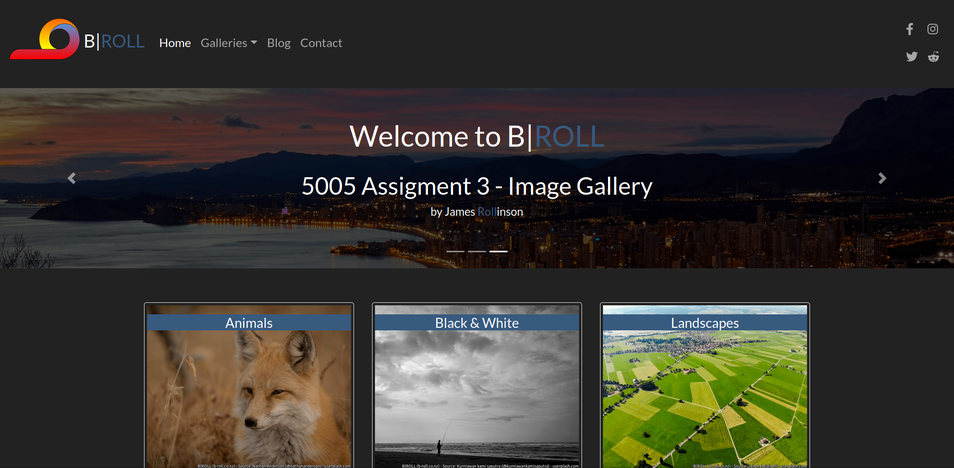 B|ROLL Home Galleries Blog Contact
Welcome to B|ROLL
5005 Assigment 3 - Image Gallery
by James Rollinson
Animals
Black & White
Landscapes